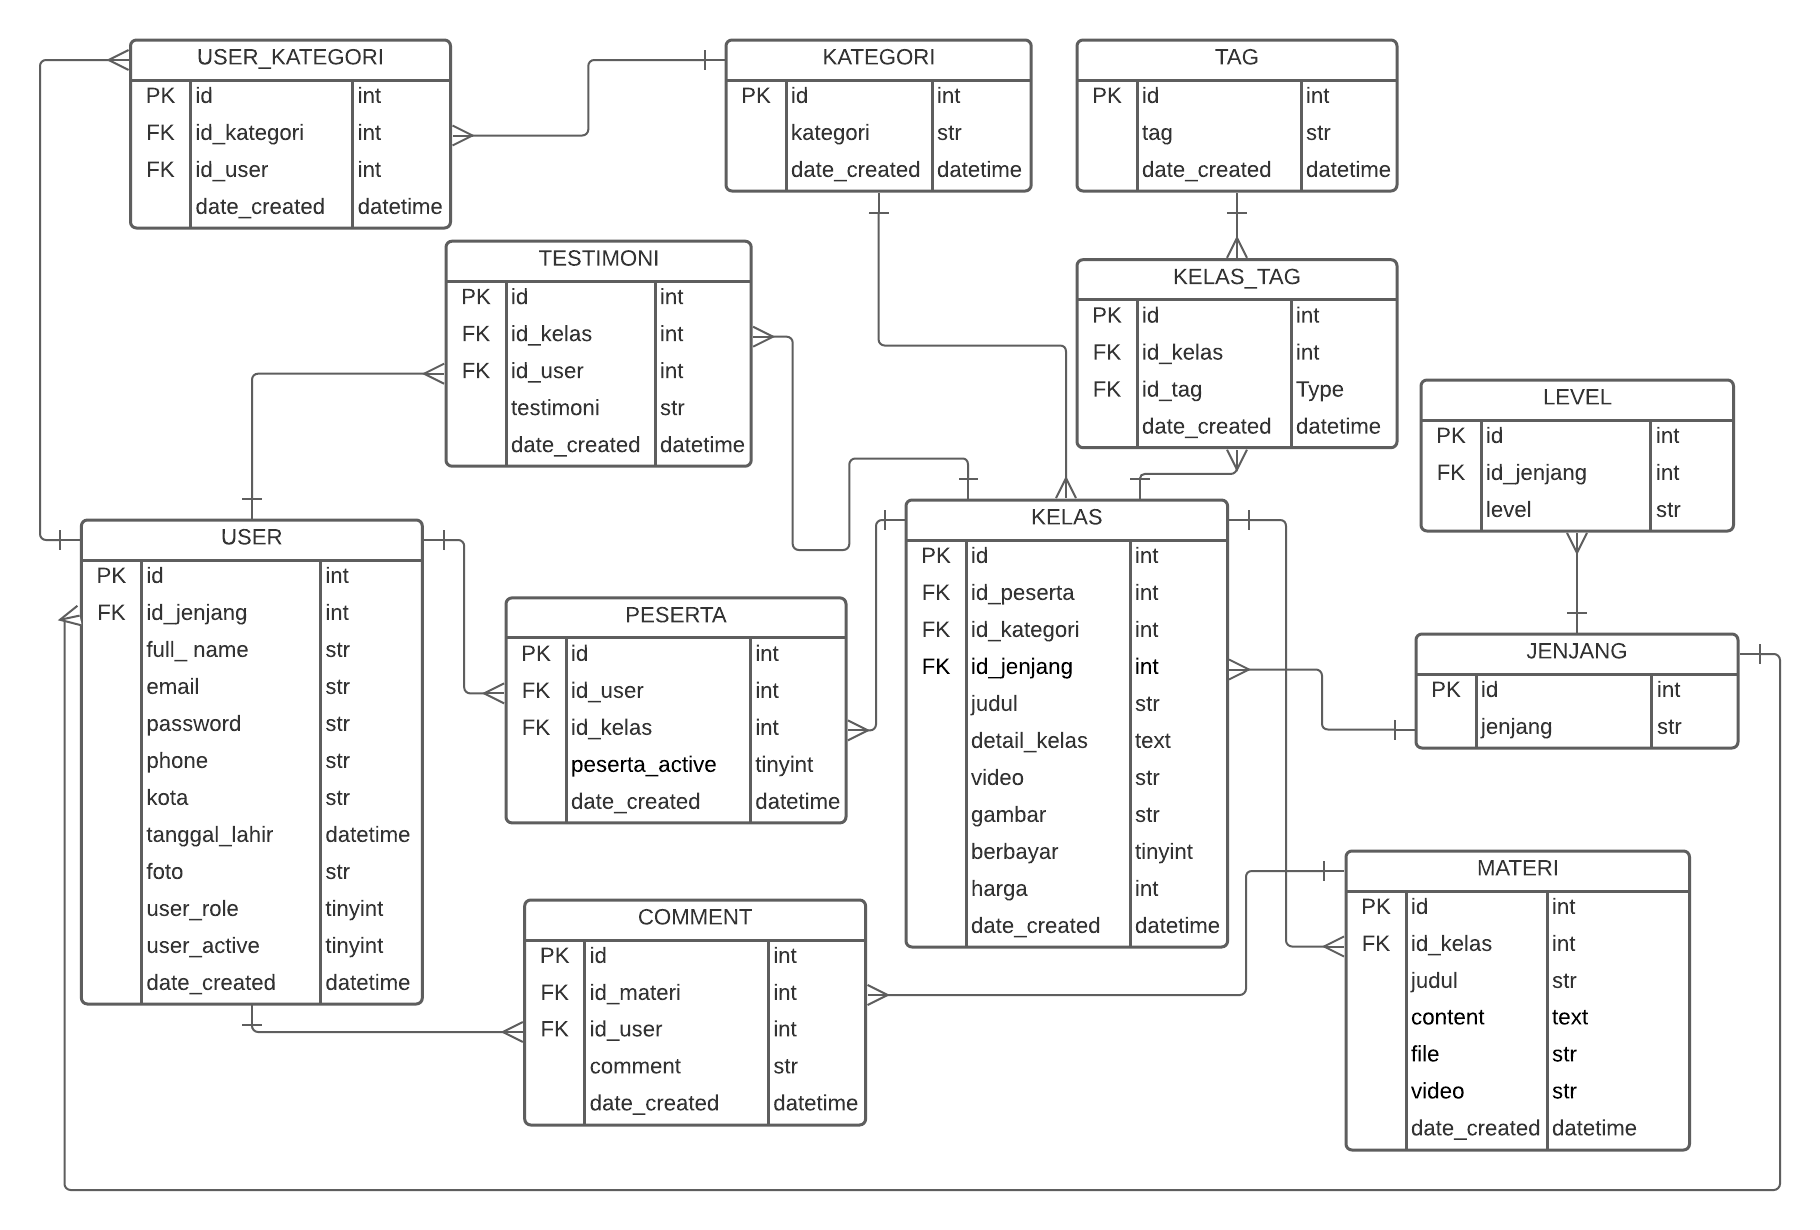 USER_KATEGORI
PK id int
FK id_kategori int
FK id_user int
date_created datetime
KATEGORI
PK id int
kategori str
date_created datetime
TAG
PK id int
tag str
date_created datetime
TESTIMONI
PK id int
FK id_kelas int
FK id_user int
testimoni str
date_created datetime
KELAS_TAG
PK id int
FK id_kelas int
FK id_tag Type
date_created datetime
LEVEL
PK id int
FK id_jenjang int
level str
USER
PK id int
FK id_jenjang int
full_ name str
email str
password str
phone str
kota str
tanggal_lahir datetime
foto str
user_role tinyint
user_active tinyint
date_created datetime
PESERTA
PK id int
FK id_user int
FK id_kelas int
peserta_active tinyint
date_created datetime
KELAS
PK id int
FK id_peserta int
FK id_kategori int
FK id_jenjang int
judul str
detail_kelas text
video str
gambar str
berbayar tinyint
harga int
date_created datetime
JENJANG
PK id int
jenjang str
COMMENT
PK id int
FK id_materi int
FK id_user int
comment str
date_created datetime
MATERI
PK id int
FK id_kelas int
judul str
content text
file str
video str
date_created datetime